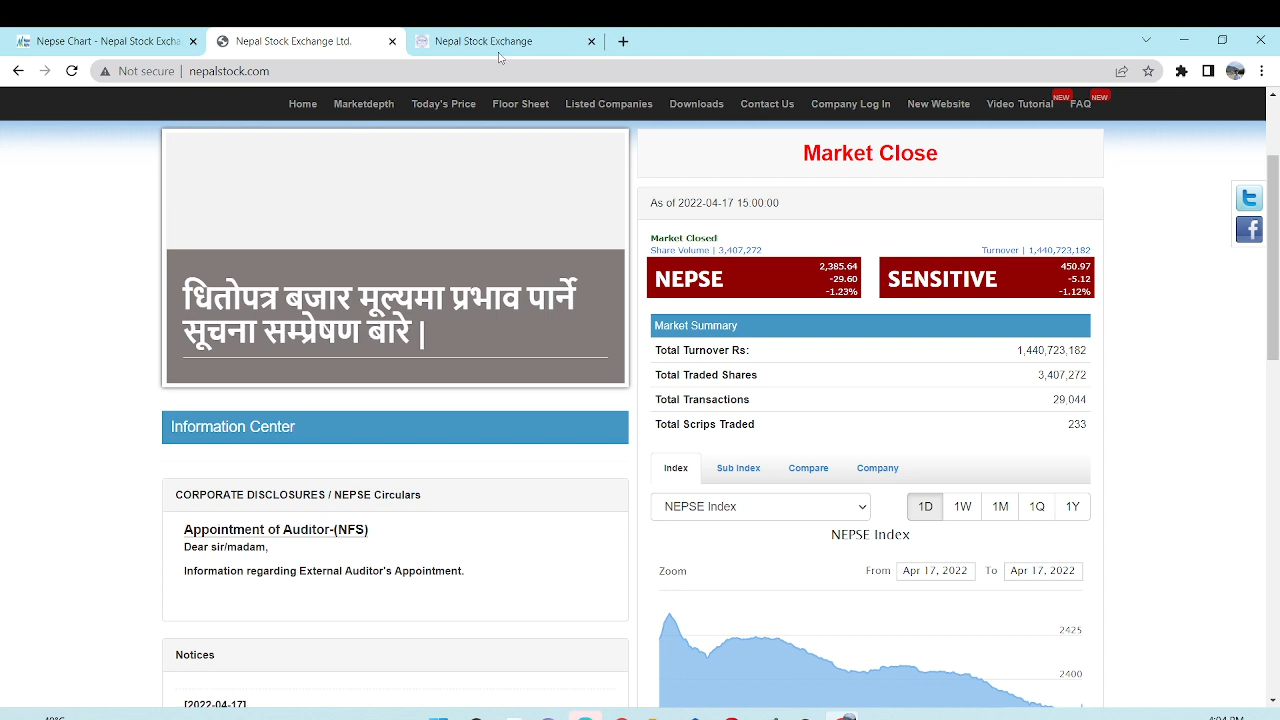 Nepse Chart - Nepal Stock Excha
Nepal Stock Exchange Ltd.
Nepal Stock Exchange
Not secure | nepalstock.com
Home Marketdepth Today's Price Floor Sheet Listed Companies Downloads Contact Us Company Log In New Website Video Tutorial NEW FAQ NEW
Market Close
As of 2022-04-17 15:00:00
Market Closed
Share Volume | 3,407,272 Turnover | 1,440,723,182
NEPSE 2,385.64 -29.60 -1.23%
SENSITIVE 450.97 -5.12 -1.12%
धितोपत्र बजार मूल्यमा प्रभाव पार्ने
सूचना सम्प्रेषण बारे |
Market Summary
Total Turnover Rs: 1,440,723,182
Total Traded Shares 3,407,272
Total Transactions 29,044
Total Scrips Traded 233
Information Center
Index Sub Index Compare Company
CORPORATE DISCLOSURES / NEPSE Circulars
NEPSE Index 1D 1W 1M 1Q 1Y
Appointment of Auditor-(NFS)
Dear sir/madam,
Information regarding External Auditor's Appointment.
NEPSE Index
Zoom From Apr 17, 2022 To Apr 17, 2022
2425
2400
Notices
[2022-04-17]
4:04 PM